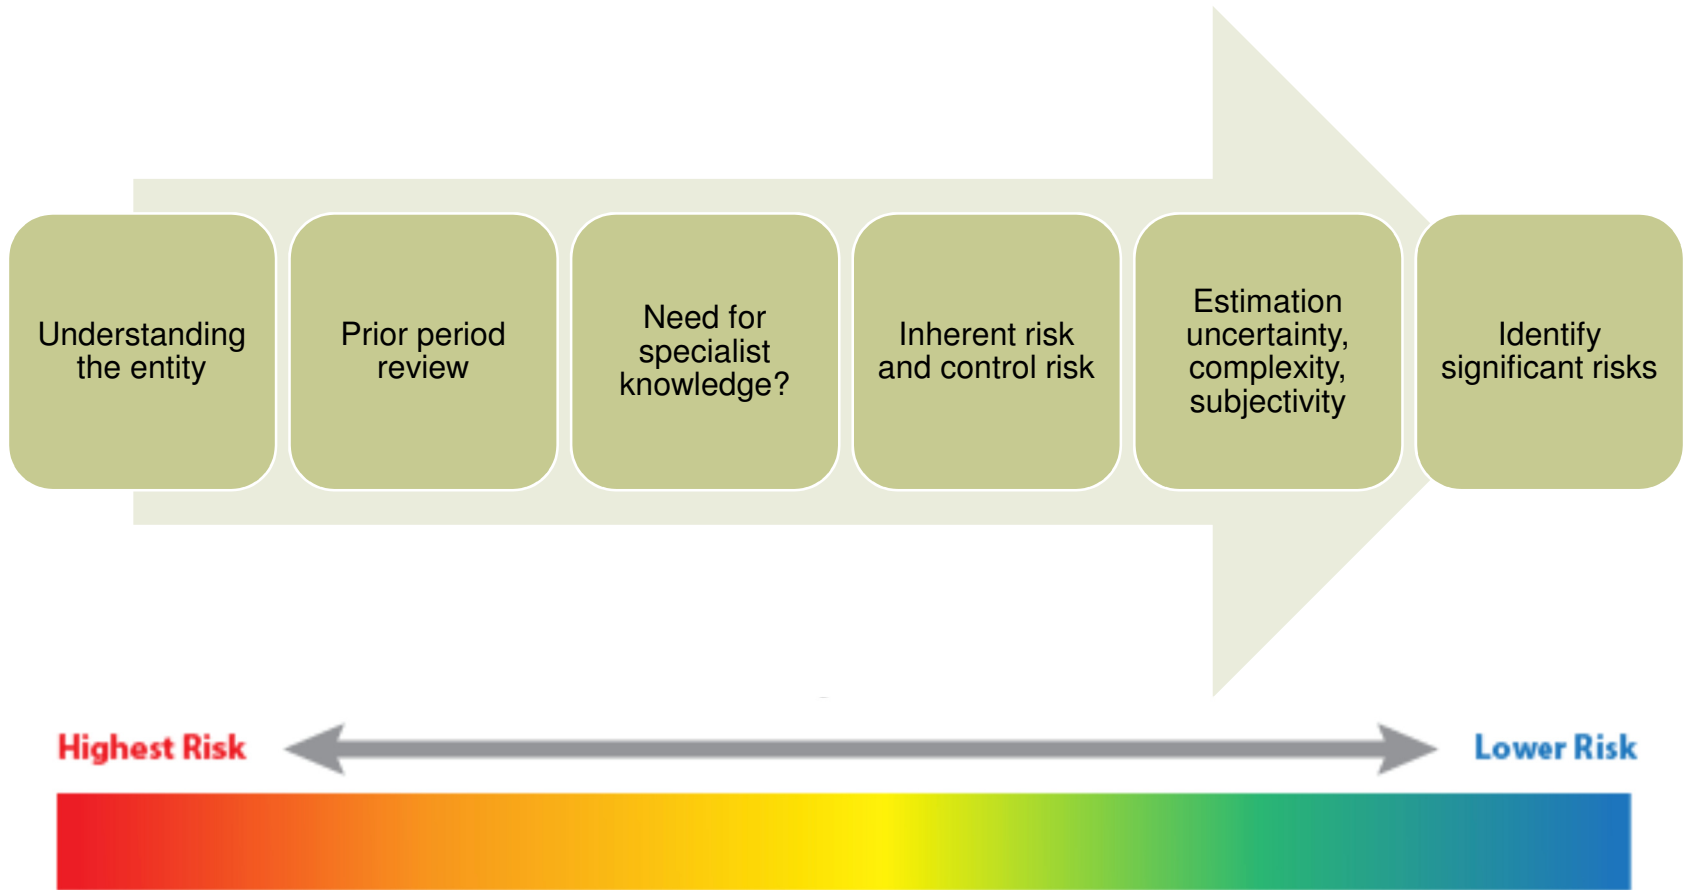 Understanding
the entity
Prior period
review
Need for
specialist
knowledge?
Inherent risk
and control risk
Estimation
uncertainty,
complexity,
subjectivity
Identify
significant risks
Highest Risk
Lower Risk